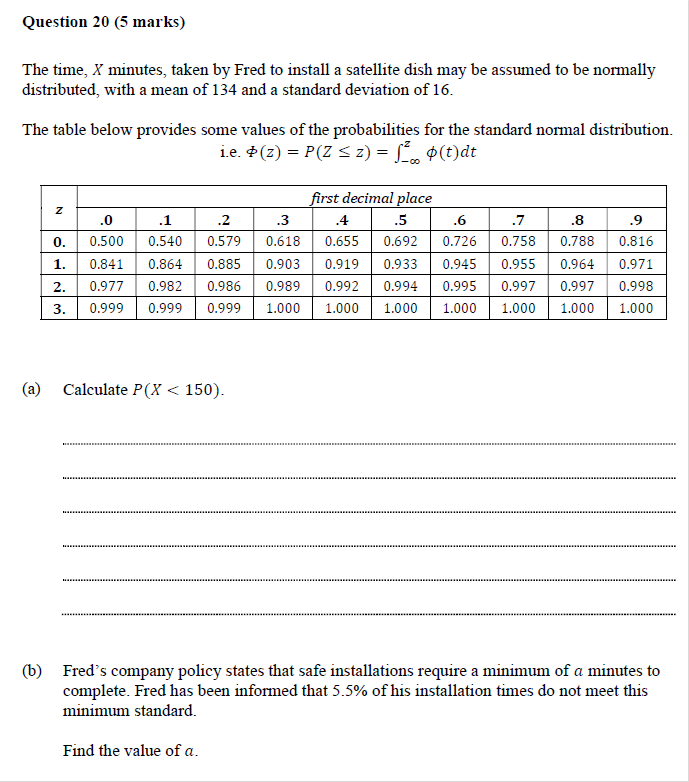 Question 20 (5 marks)
The time, X minutes, taken by Fred to install a satellite dish may be assumed to be normally
distributed, with a mean of 134 and a standard deviation of 16.
The table below provides some values of the probabilities for the standard normal distribution.
i.e. Φ(z) = P(Z ≤ z) = ∫_{-∞}^{z} ϕ(t)dt
z first decimal place
.0 .1 .2 .3 .4 .5 .6 .7 .8 .9
0. 0.500 0.540 0.579 0.618 0.655 0.692 0.726 0.758 0.788 0.816
1. 0.841 0.864 0.885 0.903 0.919 0.933 0.945 0.955 0.964 0.971
2. 0.977 0.982 0.986 0.989 0.992 0.994 0.995 0.997 0.997 0.998
3. 0.999 0.999 0.999 1.000 1.000 1.000 1.000 1.000 1.000 1.000
(a) Calculate P(X < 150).
(b) Fred's company policy states that safe installations require a minimum of a minutes to
complete. Fred has been informed that 5.5% of his installation times do not meet this
minimum standard.
Find the value of a.